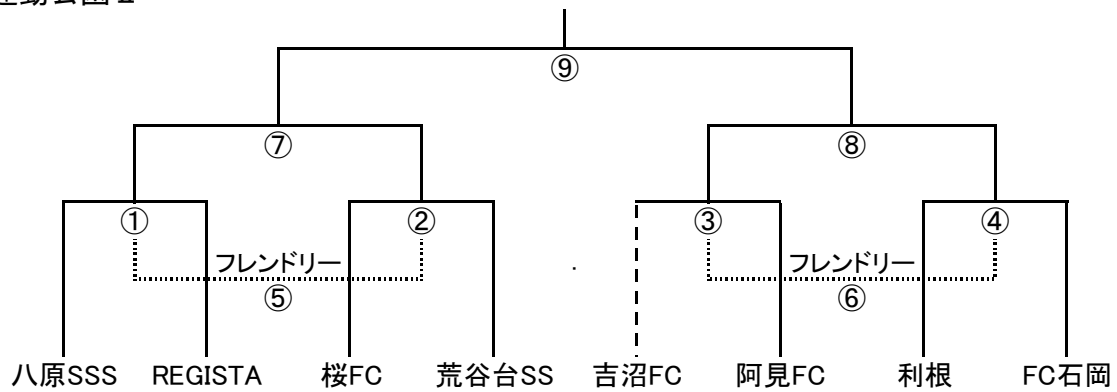 ⑨
⑦ ⑧
① ② ③ ④
フレンドリー フレンドリー
⑤ ⑥
八原SSS REGISTA 桜FC 荒谷台SS 吉沼FC 阿見FC 利根 FC石岡